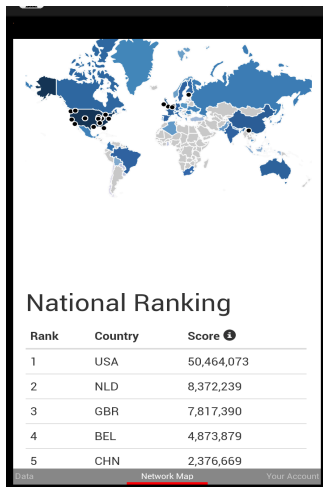 National Ranking
Rank Country Score i
1 USA 50,464,073
2 NLD 8,372,239
3 GBR 7,817,390
4 BEL 4,873,879
5 CHN 2,376,669
Data Network Map Your Account